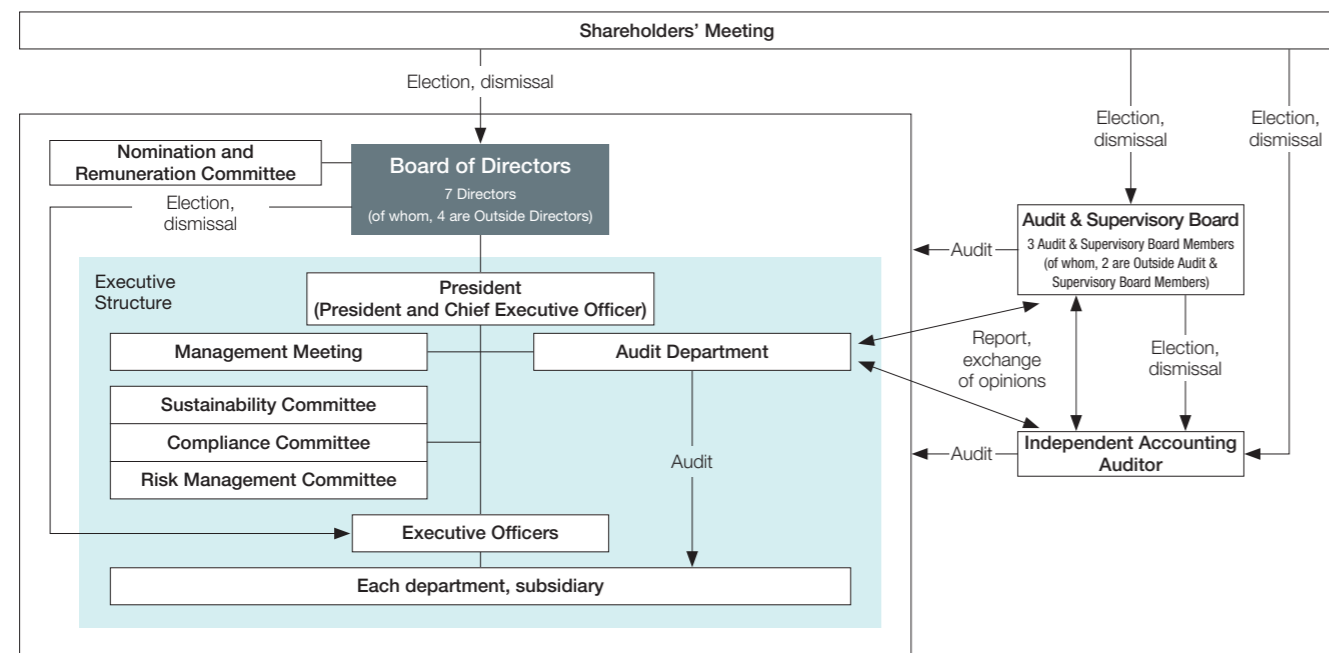 Shareholders' Meeting
Election, dismissal
Election,
dismissal
Election,
dismissal
Nomination and
Remuneration Committee
Board of Directors
7 Directors
(of whom, 4 are Outside Directors)
Election,
dismissal
Audit & Supervisory Board
3 Audit & Supervisory Board Members
(of whom, 2 are Outside Audit &
Supervisory Board Members)
Audit
Executive
Structure
President
(President and Chief Executive Officer)
Management Meeting
Audit Department
Report,
exchange
of opinions
Election,
dismissal
Sustainability Committee
Compliance Committee
Risk Management Committee
Audit
Audit
Independent Accounting
Auditor
Executive Officers
Each department, subsidiary